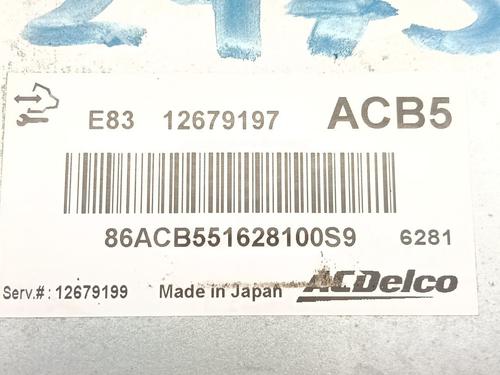 E83 12679197 ACB5
86ACB551628100S9 6281
Serv.# : 12679199 Made in Japan ACDelco